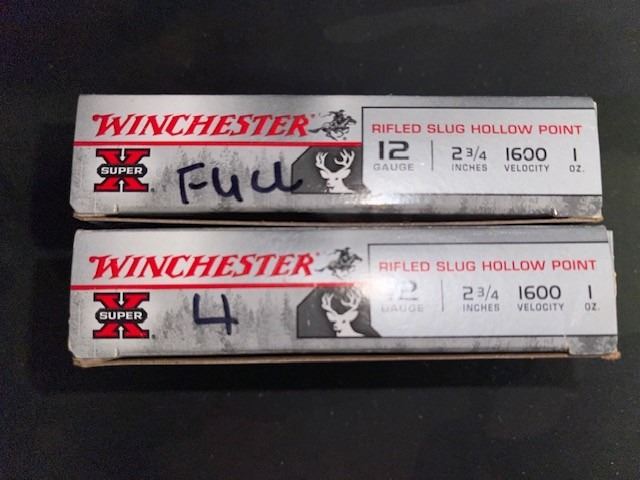 WINCHESTER
SUPER X
Full
RIFLED SLUG HOLLOW POINT
12 2 3/4 1600 1
GAUGE INCHES VELOCITY OZ.
WINCHESTER
SUPER X
4
RIFLED SLUG HOLLOW POINT
12 2 3/4 1600 1
GAUGE INCHES VELOCITY OZ.